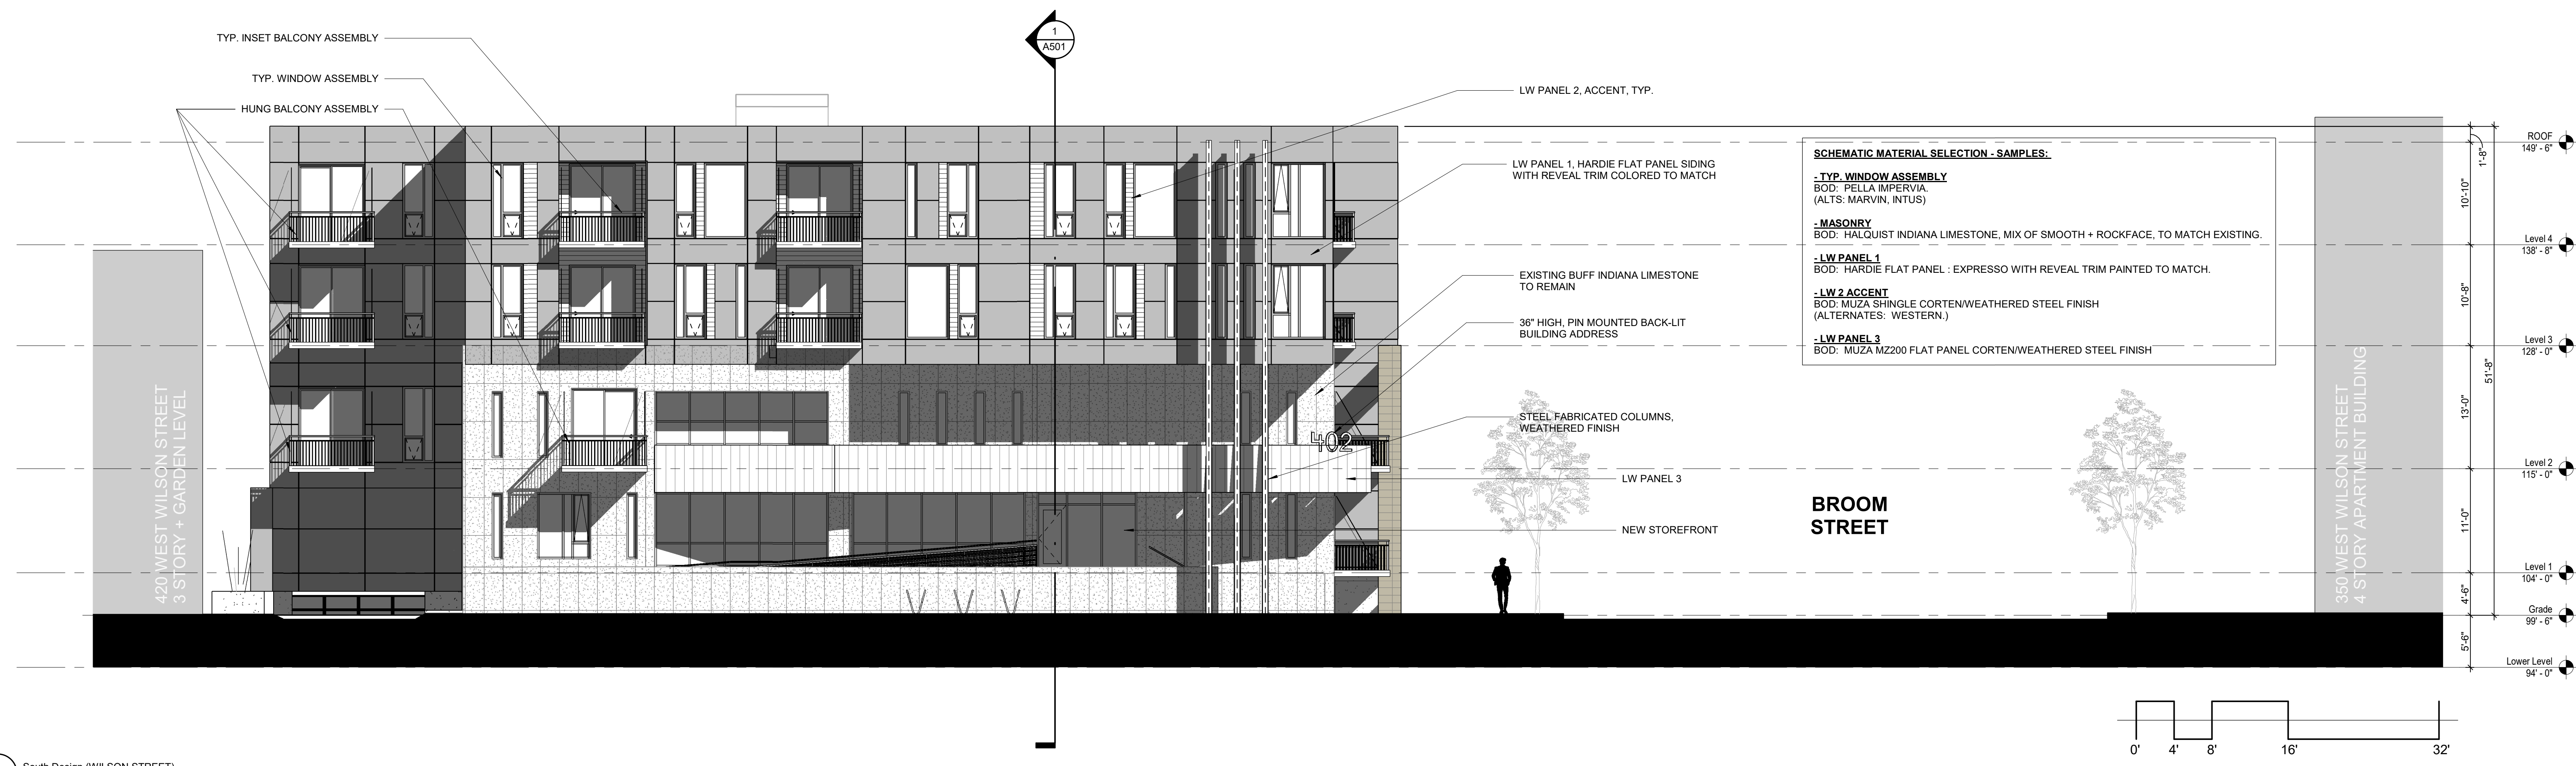 TYP. INSET BALCONY ASSEMBLY
TYP. WINDOW ASSEMBLY
HUNG BALCONY ASSEMBLY
1
A501
LW PANEL 2, ACCENT, TYP.
LW PANEL 1, HARDIE FLAT PANEL SIDING
WITH REVEAL TRIM COLORED TO MATCH
EXISTING BUFF INDIANA LIMESTONE
TO REMAIN
36" HIGH, PIN MOUNTED BACK-LIT
BUILDING ADDRESS
STEEL FABRICATED COLUMNS,
WEATHERED FINISH
402
LW PANEL 3
NEW STOREFRONT
SCHEMATIC MATERIAL SELECTION - SAMPLES:
- TYP. WINDOW ASSEMBLY
BOD: PELLA IMPERVIA.
(ALTS: MARVIN, INTUS)
- MASONRY
BOD: HALQUIST INDIANA LIMESTONE, MIX OF SMOOTH + ROCKFACE, TO MATCH EXISTING.
- LW PANEL 1
BOD: HARDIE FLAT PANEL : EXPRESSO WITH REVEAL TRIM PAINTED TO MATCH.
- LW 2 ACCENT
BOD: MUZA SHINGLE CORTEN/WEATHERED STEEL FINISH
(ALTERNATES: WESTERN.)
- LW PANEL 3
BOD: MUZA MZ200 FLAT PANEL CORTEN/WEATHERED STEEL FINISH
420 WEST WILSON STREET
3 STORY + GARDEN LEVEL
BROOM
STREET
350 WEST WILSON STREET
4 STORY APARTMENT BUILDING
1'-8"
10'-10"
10'-8"
13'-0"
11'-0"
4'-6"
5'-6"
51'-8"
ROOF
149' - 6"
Level 4
138' - 8"
Level 3
128' - 0"
Level 2
115' - 0"
Level 1
104' - 0"
Grade
99' - 6"
Lower Level
94' - 0"
0' 4' 8' 16' 32'
South Design (WILSON STREET)